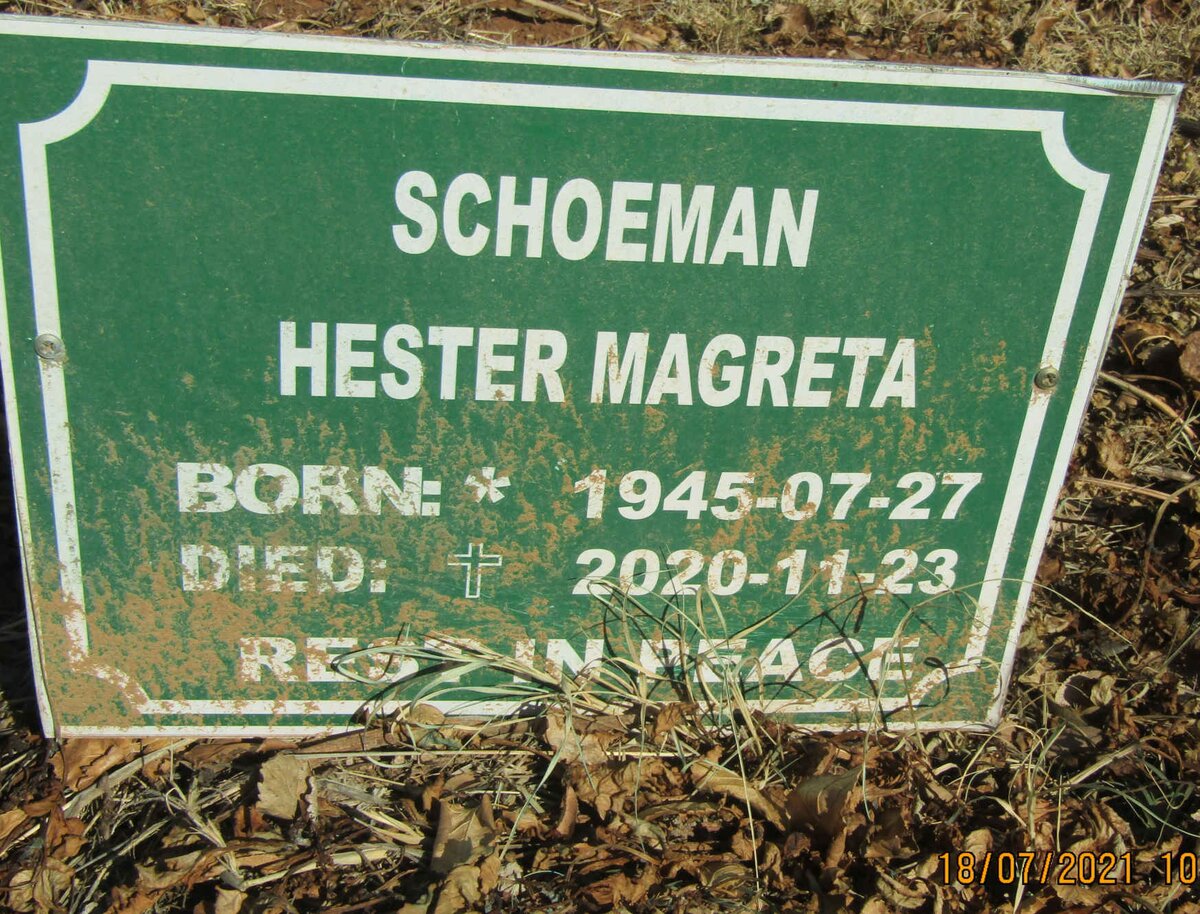 SCHOEMAN
HESTER MAGRETA
BORN: * 1945-07-27
DIED: ✝ 2020-11-23
REST IN PEACE
18/07/2021 10